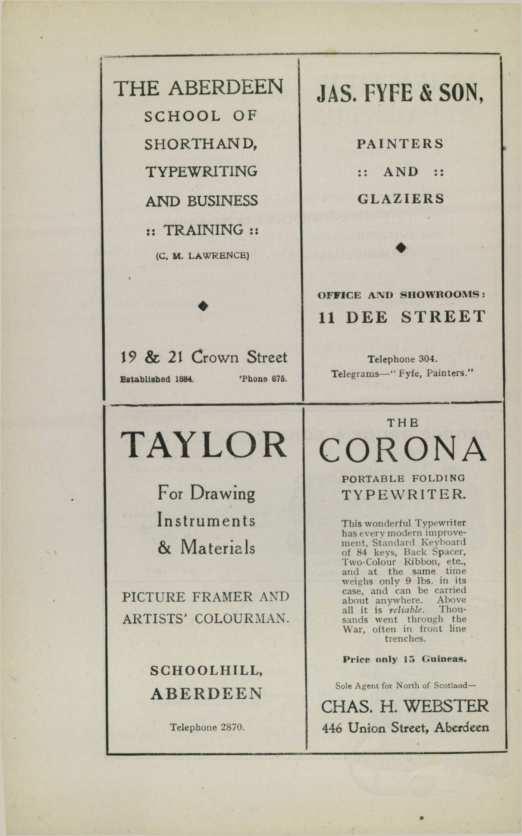 THE ABERDEEN
SCHOOL OF
SHORTHAND,
TYPEWRITING
AND BUSINESS
:: TRAINING ::
(C. M. LAWRENCE)
19 & 21 Crown Street
Established 1884. 'Phone 675.
JAS. FYFE & SON,
PAINTERS
:: AND ::
GLAZIERS
OFFICE AND SHOWROOMS:
11 DEE STREET
Telephone 304.
Telegrams—"Fyfe, Painters."
TAYLOR
For Drawing
Instruments
& Materials
PICTURE FRAMER AND
ARTISTS' COLOURMAN.
SCHOOLHILL,
ABERDEEN
Telephone 2870.
THE
CORONA
PORTABLE FOLDING
TYPEWRITER.
This wonderful Typewriter
has every modern improve-
ment, Standard Keyboard
of 84 keys, Back Spacer,
Two-Colour Ribbon, etc.,
and at the same time
weighs only 9 lbs. in its
case, and can be carried
about anywhere. Above
all it is reliable. Thou-
sands went through the
War, often in front line
trenches.
Price only 15 Guineas.
Sole Agent for North of Scotland—
CHAS. H. WEBSTER
446 Union Street, Aberdeen